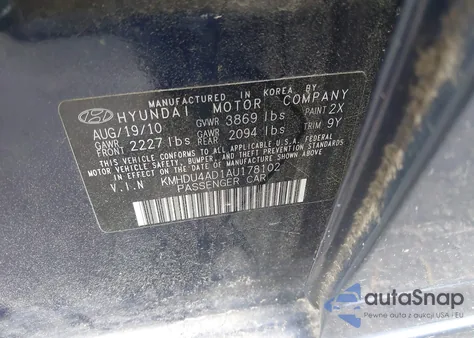 MANUFACTURED IN KOREA BY
HYUNDAI MOTOR COMPANY
AUG/19/10 GVWR 3869 lbs PAINT 2X
GAWR FRONT 2227 lbs GAWR REAR 2094 lbs TRIM 9Y
THIS VEHICLE CONFORMS TO ALL APPLICABLE U.S.A. FEDERAL
MOTOR VEHICLE SAFETY, BUMPER, AND THEFT PREVENTION
STANDARDS IN EFFECT ON THE DATE OF MANUFACTURE SHOWN ABOVE.
V.I.N KMHDU4AD1AU178102
PASSENGER CAR
autoSnap
Pewne auta z aukcji USA i EU